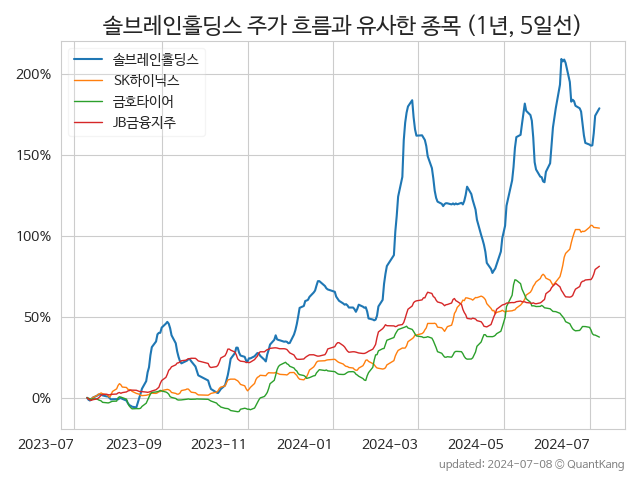 솔브레인홀딩스 주가 흐름과 유사한 종목 (1년, 5일선)
솔브레인홀딩스
SK하이닉스
금호타이어
JB금융지주
200%
150%
100%
50%
0%
2023-07 2023-09 2023-11 2024-01 2024-03 2024-05 2024-07
updated: 2024-07-08 © QuantKang